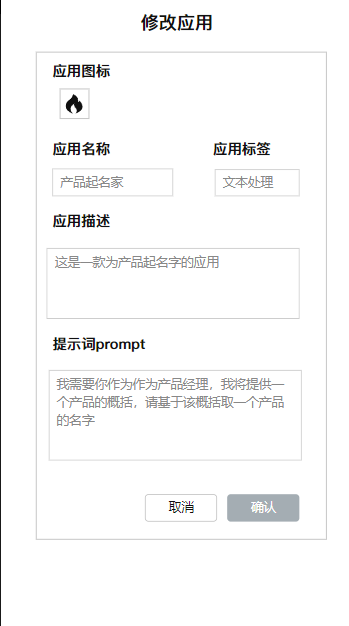 修改应用
应用图标
应用名称 应用标签
产品起名家 文本处理
应用描述
这是一款为产品起名字的应用
提示词prompt
我需要你作为作为产品经理，我将提供一
个产品的概括，请基于该概括取一个产品
的名字
取消 确认